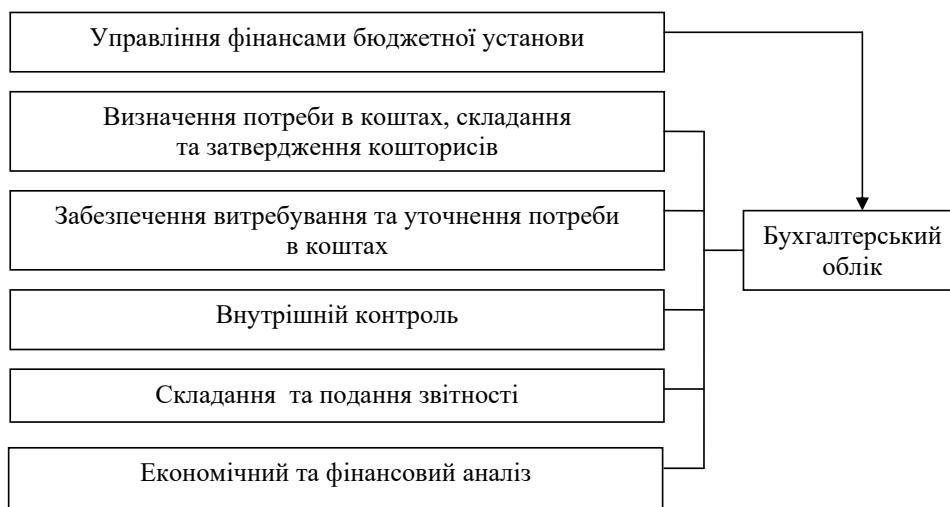 Управління фінансами бюджетної установи
Визначення потреби в коштах, складання
та затвердження кошторисів
Забезпечення витребування та уточнення потреби
в коштах
Бухгалтерський
облік
Внутрішній контроль
Складання та подання звітності
Економічний та фінансовий аналіз